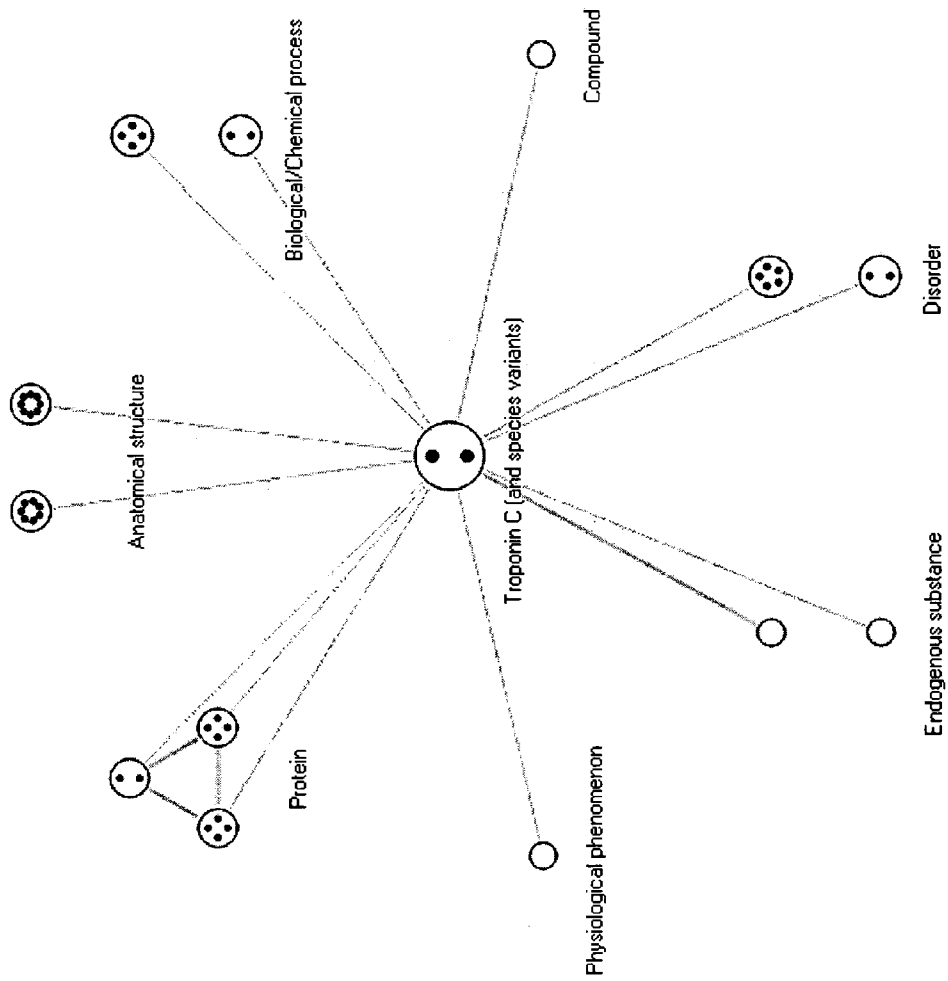 Anatomical structure
Protein
Biological/Chemical process
Troponin C (and species variants)
Physiological phenomenon
Compound
Endogenous substance
Disorder